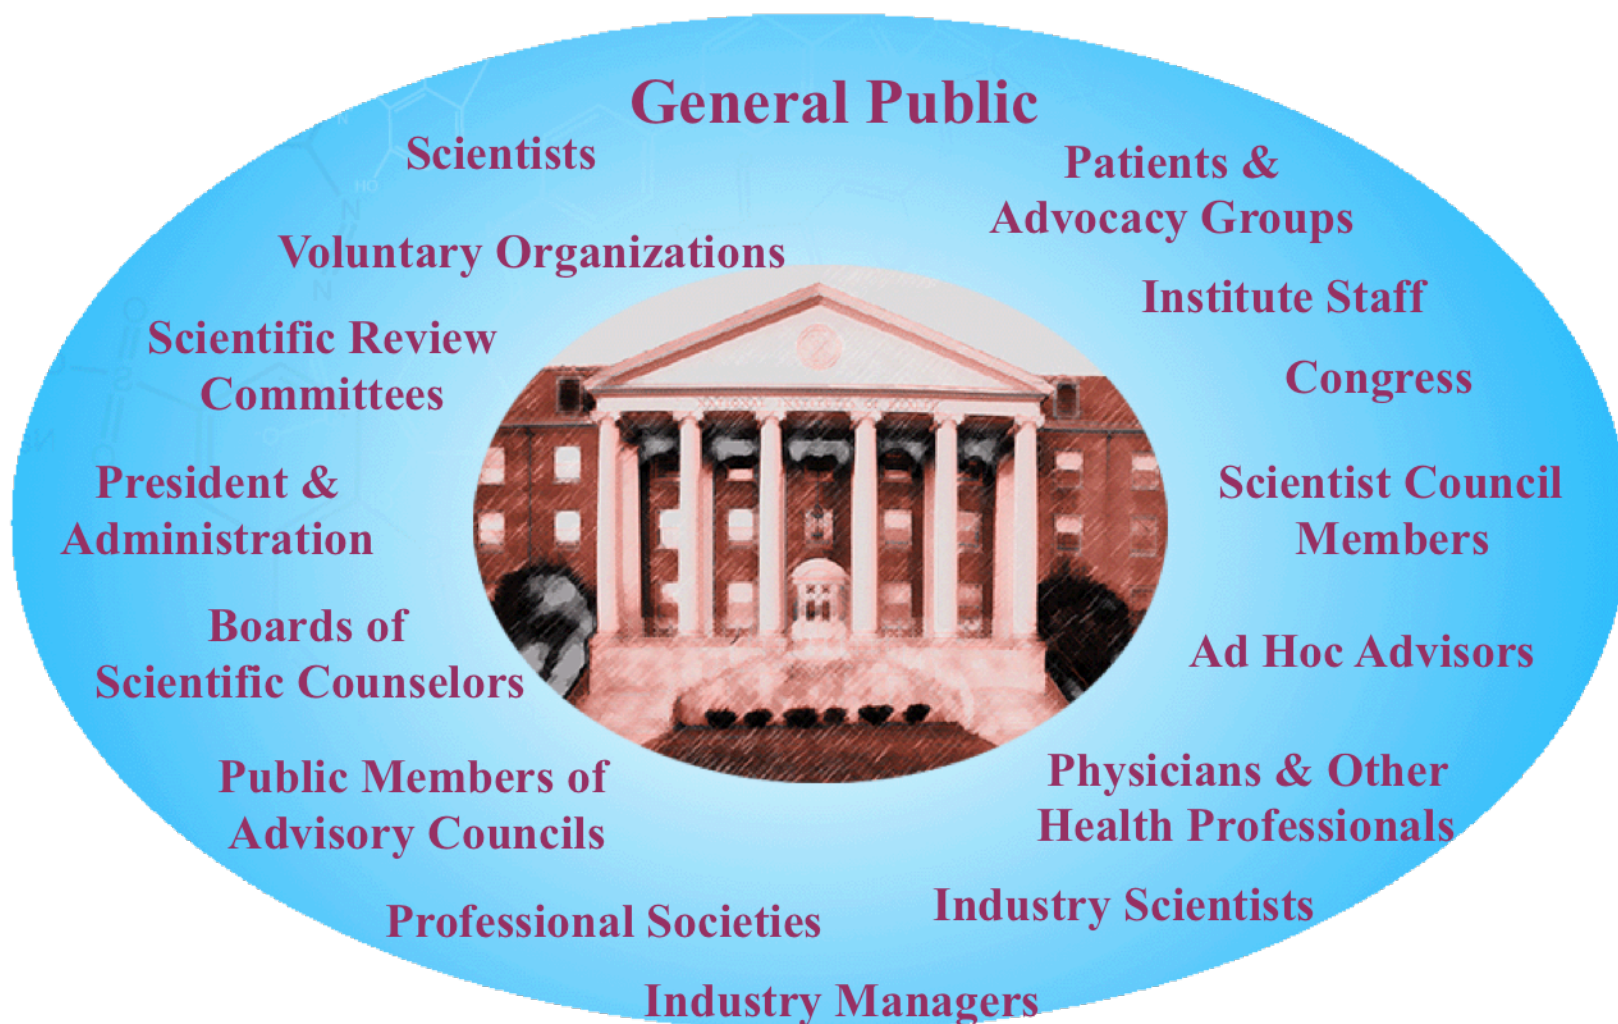 General Public
Scientists
Patients &
Advocacy Groups
Voluntary Organizations
Institute Staff
Scientific Review
Committees
Congress
President &
Administration
Scientist Council
Members
Boards of
Scientific Counselors
Ad Hoc Advisors
Public Members of
Advisory Councils
Physicians & Other
Health Professionals
Professional Societies
Industry Scientists
Industry Managers